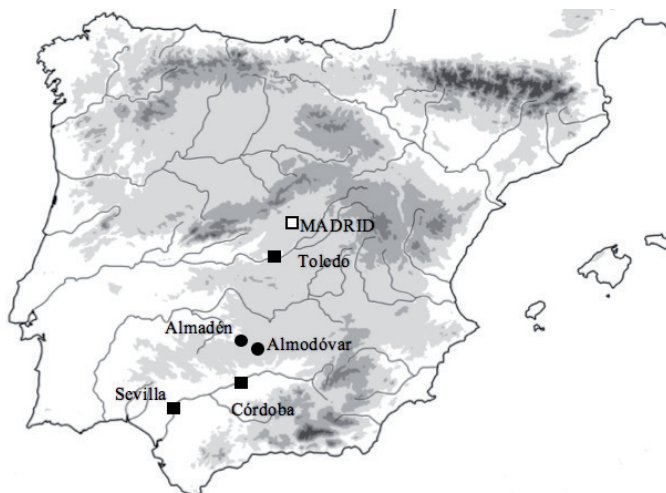 MADRID
Toledo
Almadén
Almodóvar
Sevilla
Córdoba